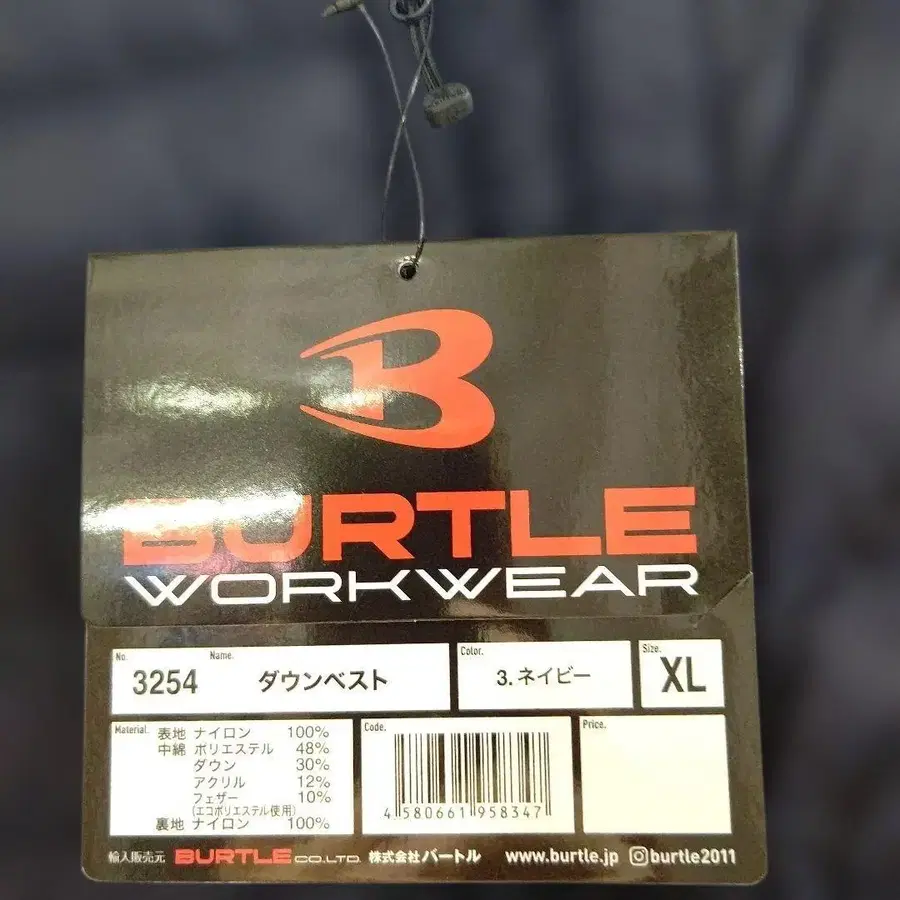 BURTLE
WORKWEAR
No. 3254 Name. ダウンベスト
Color. 3.ネイビー
Size. XL
Material. 表地 ナイロン 100%
中綿 ポリエステル 48%
ダウン 30%
アクリル 12%
フェザー 10%
(エコポリエステル使用)
裏地 ナイロン 100%
Code.
4 580661 958347
Price.
輸入販売元 BURTLE CO.LTD. 株式会社バートル www.burtle.jp burtle2011